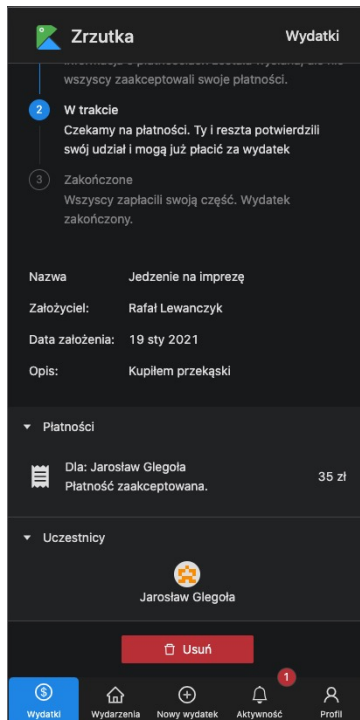 Zrzutka
Wydatki
wszyscy zaakceptowali swoje płatności.
2
W trakcie
Czekamy na płatności. Ty i reszta potwierdzili
swój udział i mogą już płacić za wydatek
3
Zakończone
Wszyscy zapłacili swoją część. Wydatek
zakończony.
Nazwa Jedzenie na imprezę
Założyciel: Rafał Lewanczyk
Data założenia: 19 sty 2021
Opis: Kupiłem przekąski
Płatności
Dla: Jarosław Glegoła
Płatność zaakceptowana.
35 zł
Uczestnicy
Jarosław Glegoła
Usuń
1
Wydatki Wydarzenia Nowy wydatek Aktywność Profil